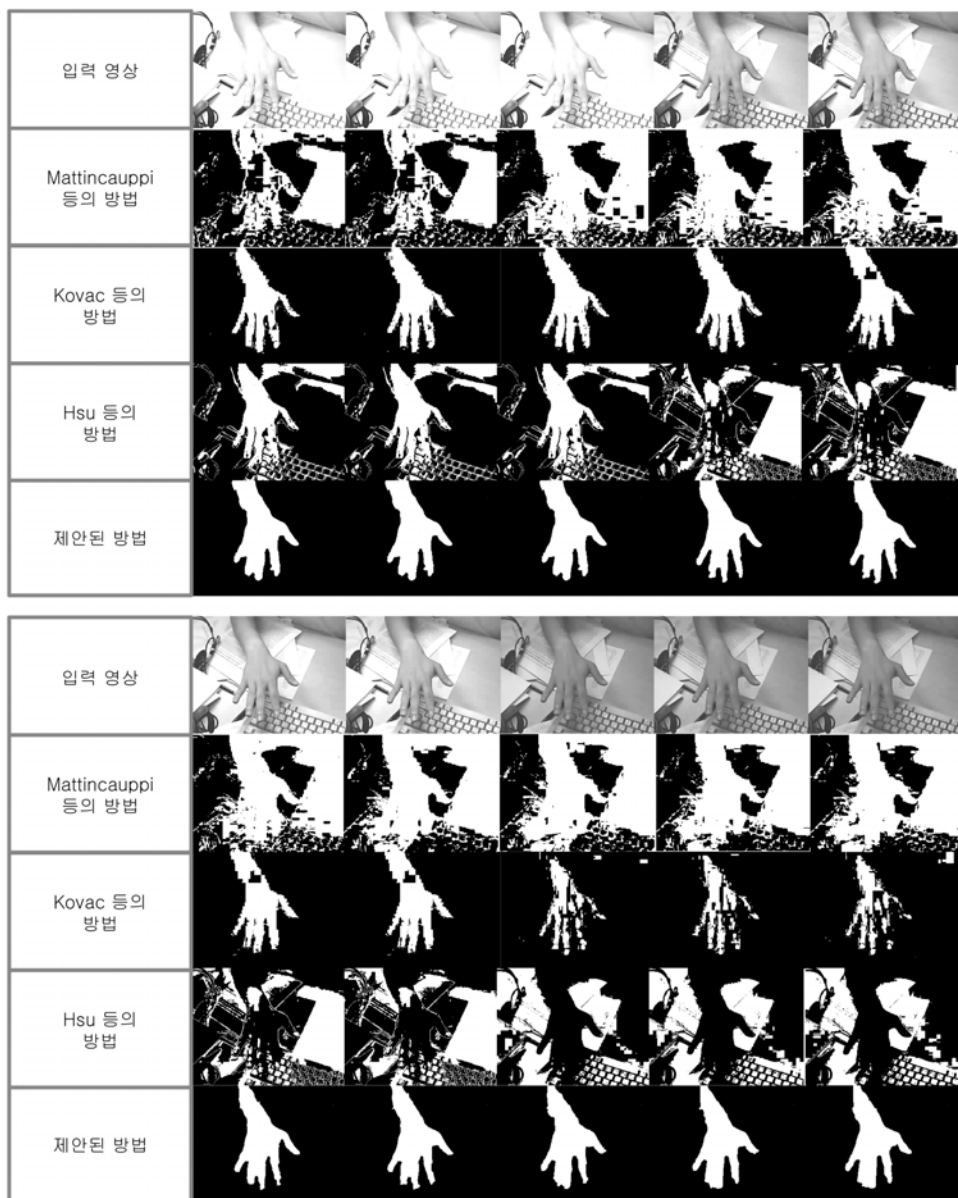 입력 영상
Mattincauppi
등의 방법
Kovac 등의
방법
Hsu 등의
방법
제안된 방법
입력 영상
Mattincauppi
등의 방법
Kovac 등의
방법
Hsu 등의
방법
제안된 방법